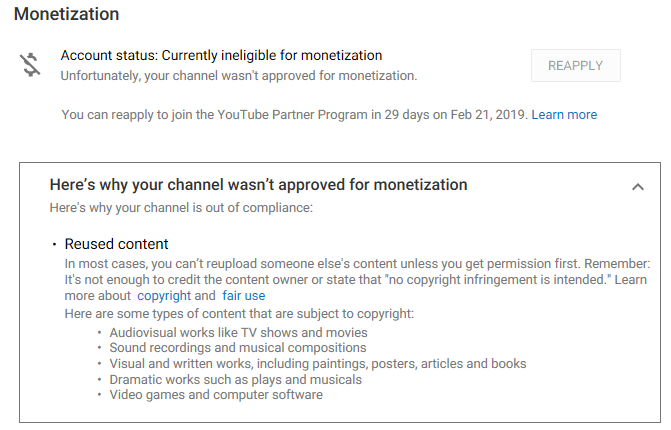 Monetization
Account status: Currently ineligible for monetization
Unfortunately, your channel wasn't approved for monetization.
REAPPLY
You can reapply to join the YouTube Partner Program in 29 days on Feb 21, 2019. Learn more
Here's why your channel wasn't approved for monetization
Here's why your channel is out of compliance:
• Reused content
In most cases, you can't reupload someone else's content unless you get permission first. Remember:
It's not enough to credit the content owner or state that "no copyright infringement is intended." Learn
more about copyright and fair use
Here are some types of content that are subject to copyright:
• Audiovisual works like TV shows and movies
• Sound recordings and musical compositions
• Visual and written works, including paintings, posters, articles and books
• Dramatic works such as plays and musicals
• Video games and computer software